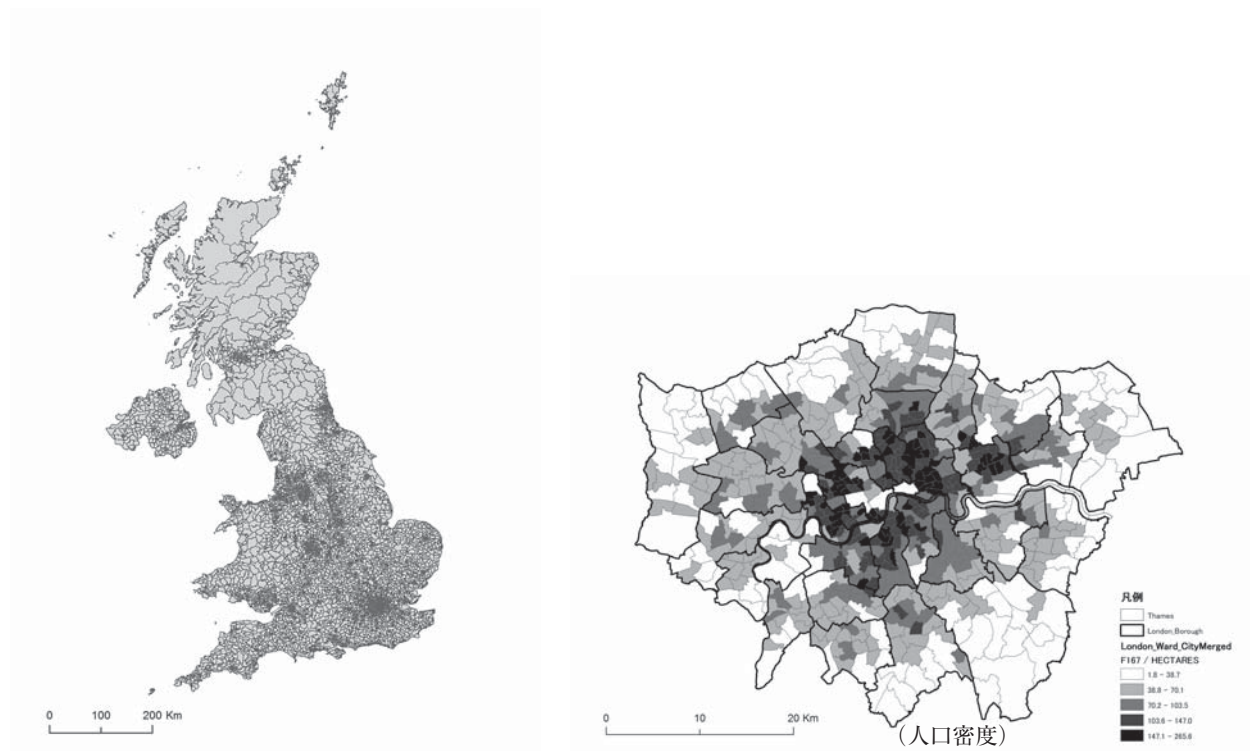 0 100 200 Km
0 10 20 Km
(人口密度)
凡例
Thames
London_Borough
London_Ward_CityMerged
F167 / HECTARES
1.8 - 38.7
38.8 - 70.1
70.2 - 103.5
103.6 - 147.0
147.1 - 265.6